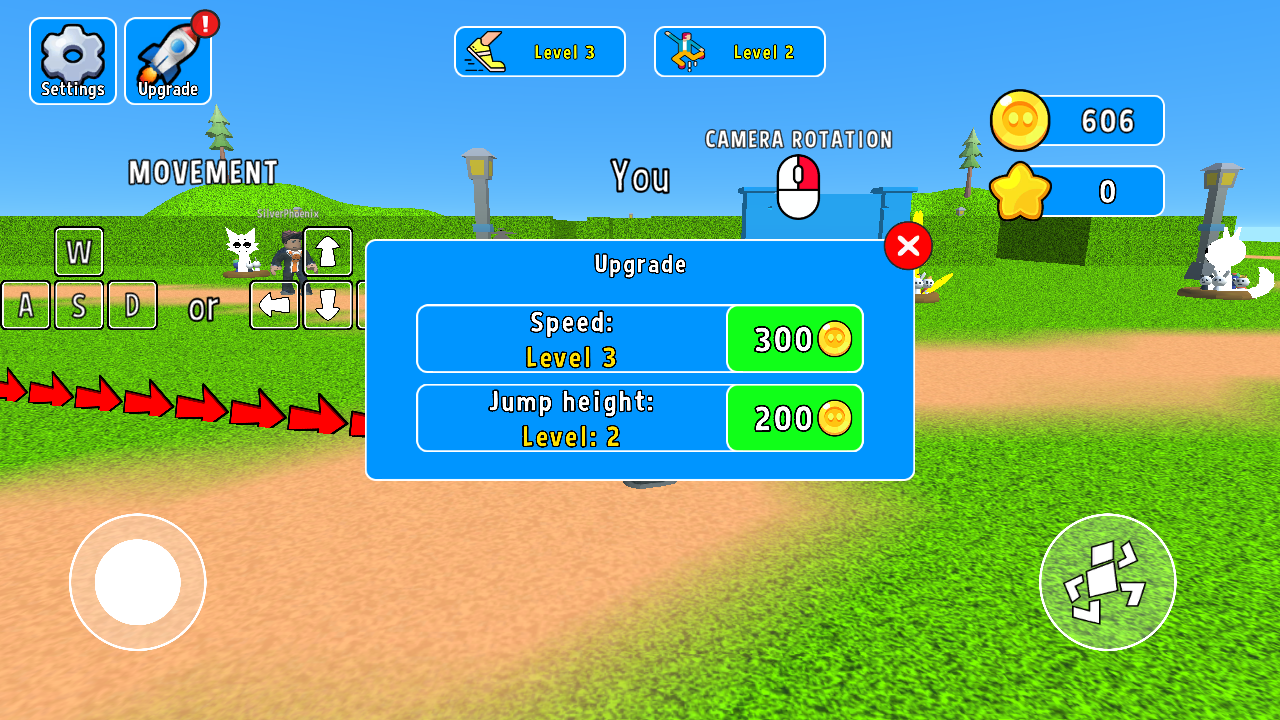 Settings
Upgrade
!
Level 3
Level 2
606
0
MOVEMENT
You
CAMERA ROTATION
SilverPhoenix
W
A S D or
Upgrade
Speed:
Level 3
300
Jump height:
Level: 2
200